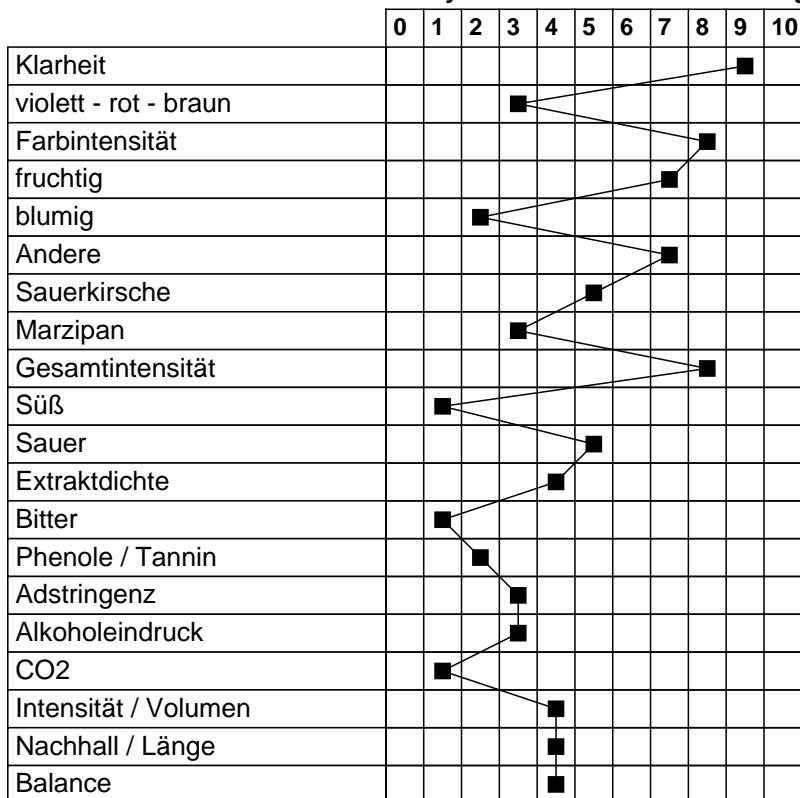 0 1 2 3 4 5 6 7 8 9 10
Klarheit
violett - rot - braun
Farbintensität
fruchtig
blumig
Andere
Sauerkirsche
Marzipan
Gesamtintensität
Süß
Sauer
Extraktdichte
Bitter
Phenole / Tannin
Adstringenz
Alkoholeindruck
CO2
Intensität / Volumen
Nachhall / Länge
Balance